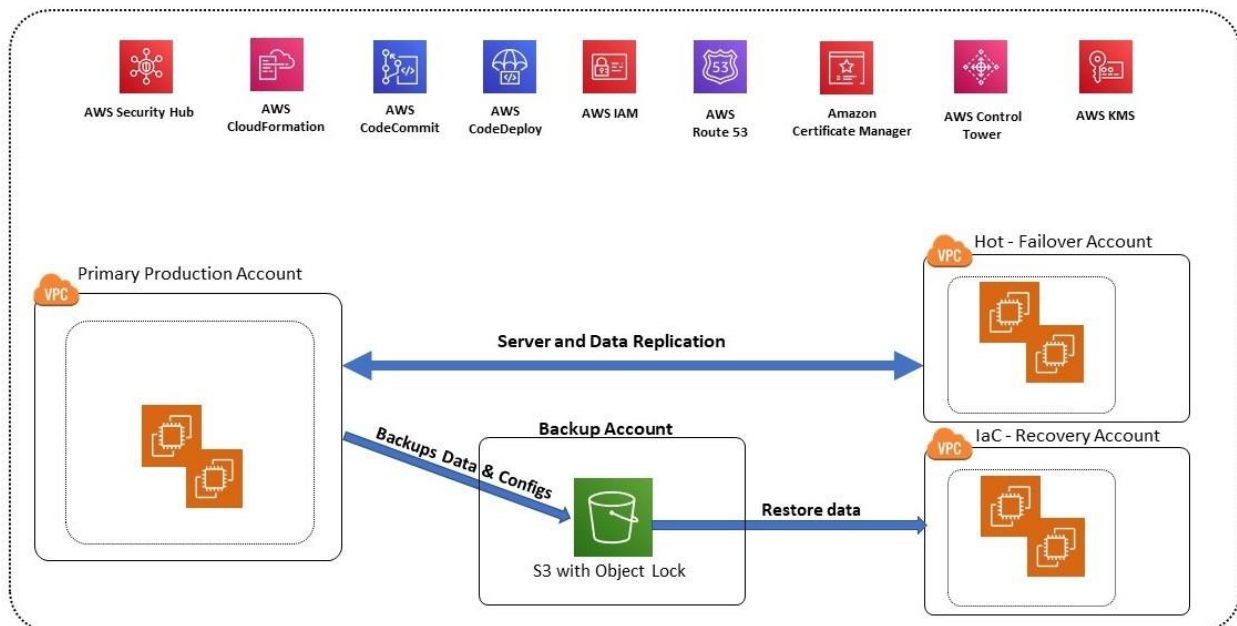 AWS Security Hub
AWS
CloudFormation
AWS
CodeCommit
AWS
CodeDeploy
AWS IAM
53
AWS
Route 53
Amazon
Certificate Manager
AWS Control
Tower
AWS KMS
Primary Production Account
VPC
Hot - Failover Account
VPC
Server and Data Replication
Backups Data & Configs
Backup Account
S3 with Object Lock
Restore data
IaC - Recovery Account
VPC